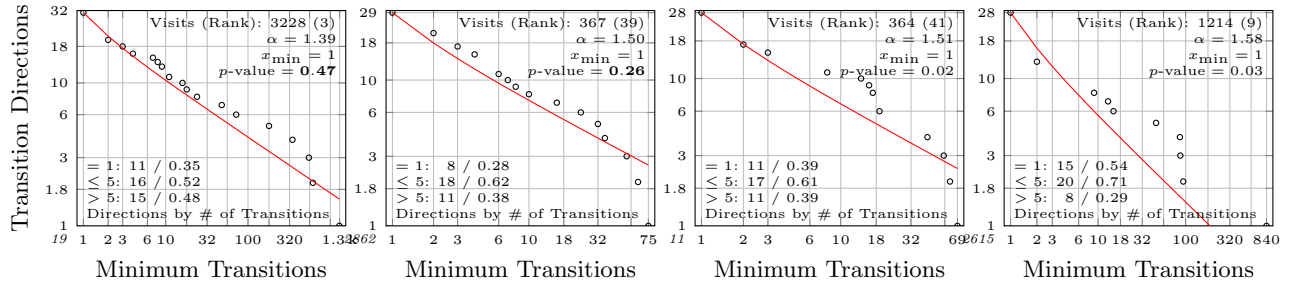 Transition Directions
32
18
10
6
3
1.8
1
Visits (Rank): 3228 (3)
α = 1.39
xmin = 1
p-value = 0.47
= 1: 11 / 0.35
≤ 5: 16 / 0.52
> 5: 15 / 0.48
Directions by # of Transitions
19
1 2 3 6 10 32 100 320 1.3k
Minimum Transitions
29
18
10
6
3
1.8
1
Visits (Rank): 367 (39)
α = 1.50
xmin = 1
p-value = 0.26
= 1: 8 / 0.28
≤ 5: 18 / 0.62
> 5: 11 / 0.38
Directions by # of Transitions
1 2 3 6 10 18 32 75
Minimum Transitions
28
18
10
6
3
1.8
1
Visits (Rank): 364 (41)
α = 1.51
xmin = 1
p-value = 0.02
= 1: 11 / 0.39
≤ 5: 17 / 0.61
> 5: 11 / 0.39
Directions by # of Transitions
11
1 2 3 6 10 18 32 69
Minimum Transitions
28
18
10
6
3
1.8
1
Visits (Rank): 1214 (9)
α = 1.58
xmin = 1
p-value = 0.03
= 1: 15 / 0.54
≤ 5: 20 / 0.71
> 5: 8 / 0.29
Directions by # of Transitions
2615
1 2 3 6 10 18 32 100 320 840
Minimum Transitions